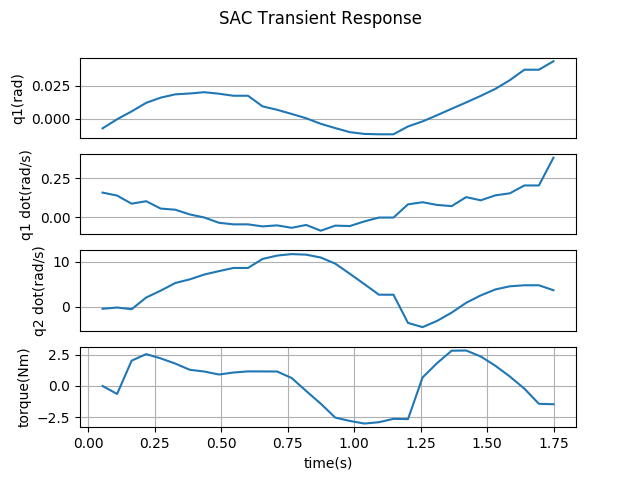 SAC Transient Response
q1(rad)
0.025
0.000
q1 dot(rad/s)
0.25
0.00
q2 dot(rad/s)
10
0
torque(Nm)
2.5
0.0
−2.5
0.00 0.25 0.50 0.75 1.00 1.25 1.50 1.75
time(s)